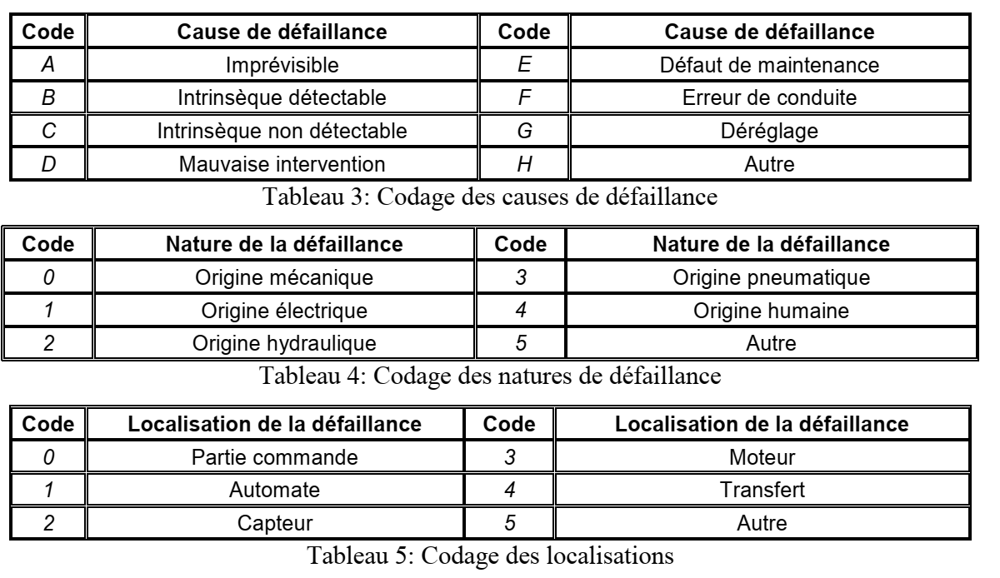 Code Cause de défaillance Code Cause de défaillance
A Imprévisible E Défaut de maintenance
B Intrinsèque détectable F Erreur de conduite
C Intrinsèque non détectable G Déréglage
D Mauvaise intervention H Autre
Tableau 3: Codage des causes de défaillance
Code Nature de la défaillance Code Nature de la défaillance
0 Origine mécanique 3 Origine pneumatique
1 Origine électrique 4 Origine humaine
2 Origine hydraulique 5 Autre
Tableau 4: Codage des natures de défaillance
Code Localisation de la défaillance Code Localisation de la défaillance
0 Partie commande 3 Moteur
1 Automate 4 Transfert
2 Capteur 5 Autre
Tableau 5: Codage des localisations